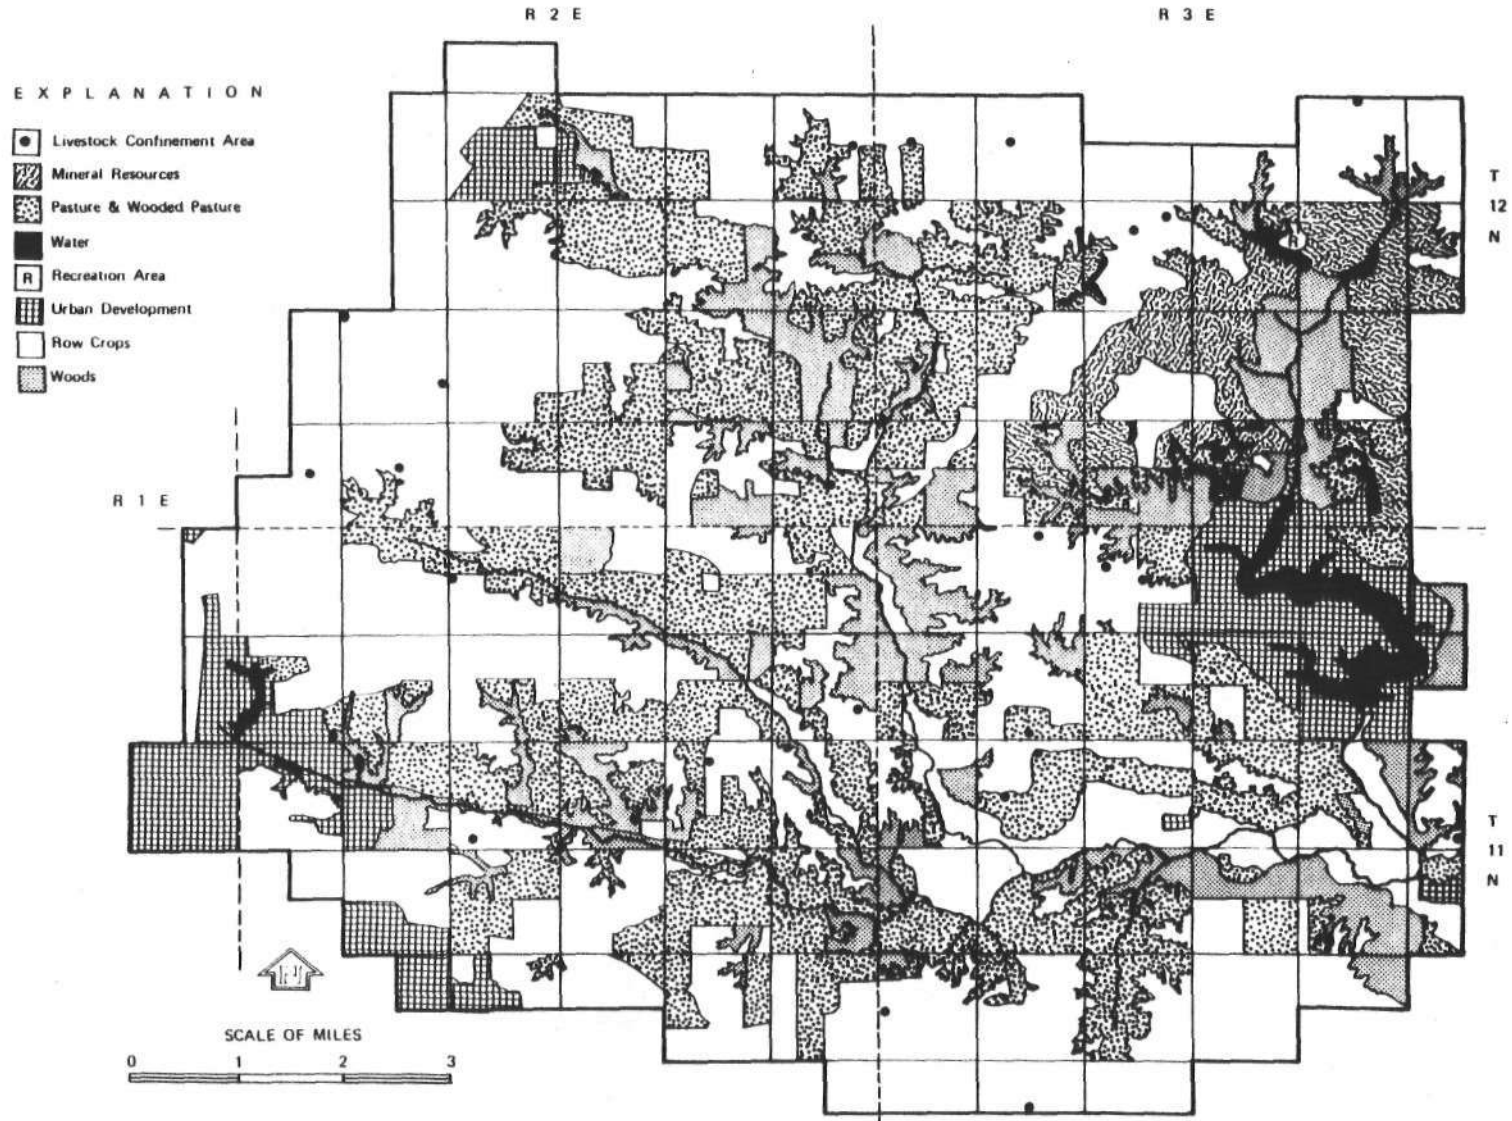 R 2 E
R 3 E
E X P L A N A T I O N
Livestock Confinement Area
Mineral Resources
Pasture & Wooded Pasture
Water
R Recreation Area
Urban Development
Row Crops
Woods
T
12
N
R
R 1 E
T
11
N
SCALE OF MILES
0 1 2 3